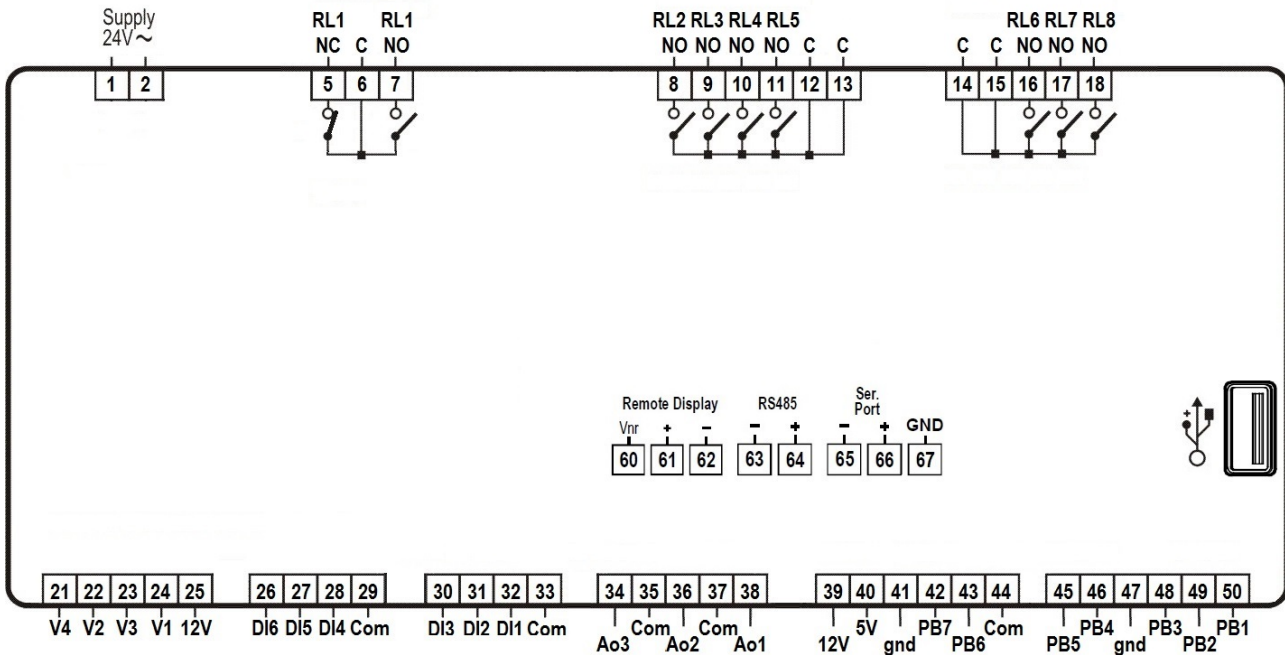 Supply
24V ~
RL1 RL1
NC C NO
RL2 RL3 RL4 RL5
NO NO NO NO C C
RL6 RL7 RL8
C C NO NO NO
1 2 5 6 7 8 9 10 11 12 13 14 15 16 17 18
Remote Display RS485 Ser.
Port
Vnr + − − + − + GND
60 61 62 63 64 65 66 67
+
21 22 23 24 25 26 27 28 29 30 31 32 33 34 35 36 37 38 39 40 41 42 43 44 45 46 47 48 49 50
V4 V2 V3 V1 12V DI6 DI5 DI4 Com DI3 DI2 DI1 Com
Ao3 Com Ao2 Com Ao1
12V 5V gnd PB7 PB6 Com
PB5 PB4 gnd PB3 PB2 PB1